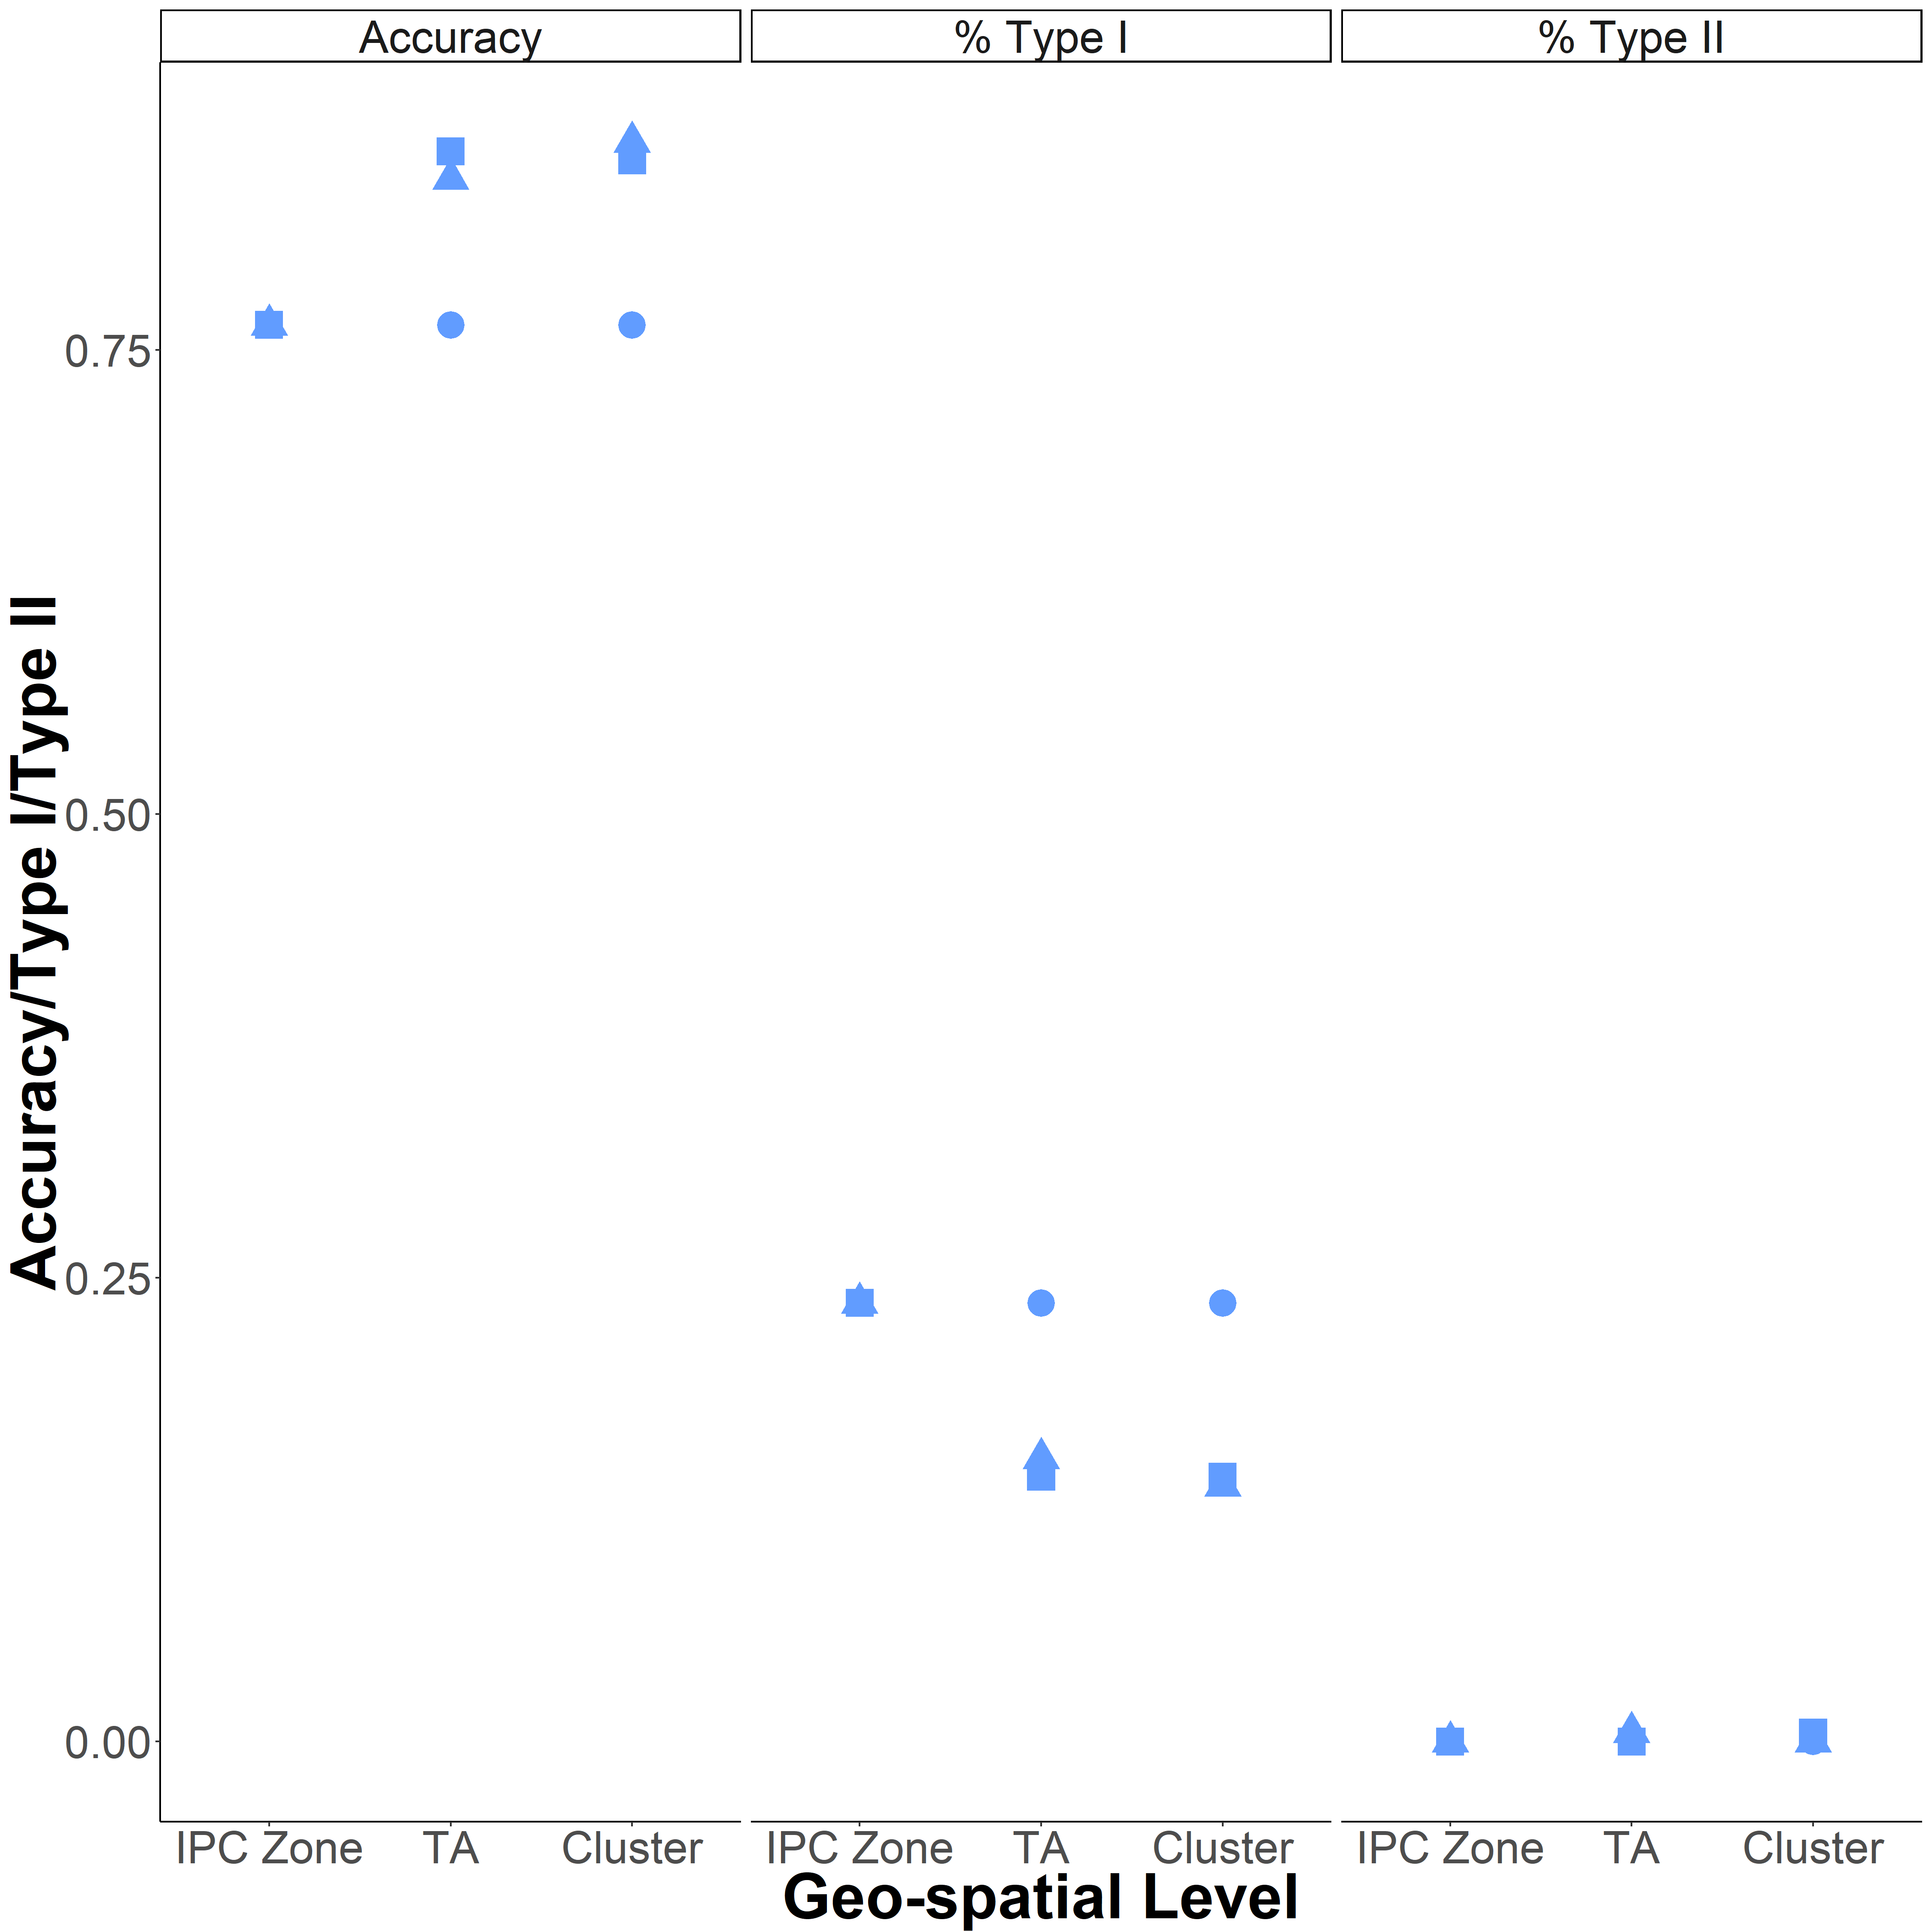 Accuracy % Type I % Type II
Accuracy/Type I/Type II
0.75
0.50
0.25
0.00
IPC Zone TA Cluster IPC Zone TA Cluster IPC Zone TA Cluster
Geo-spatial Level